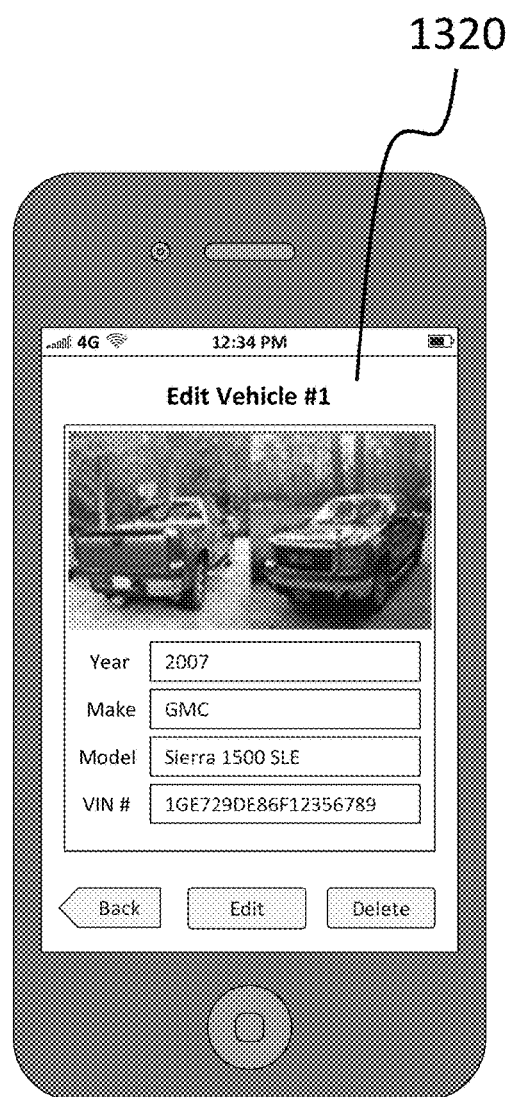 1320
4G 12:34 PM
Edit Vehicle #1
Year 2007
Make GMC
Model Sierra 1500 SLE
VIN # 1GE729DE86F12356789
Back Edit Delete